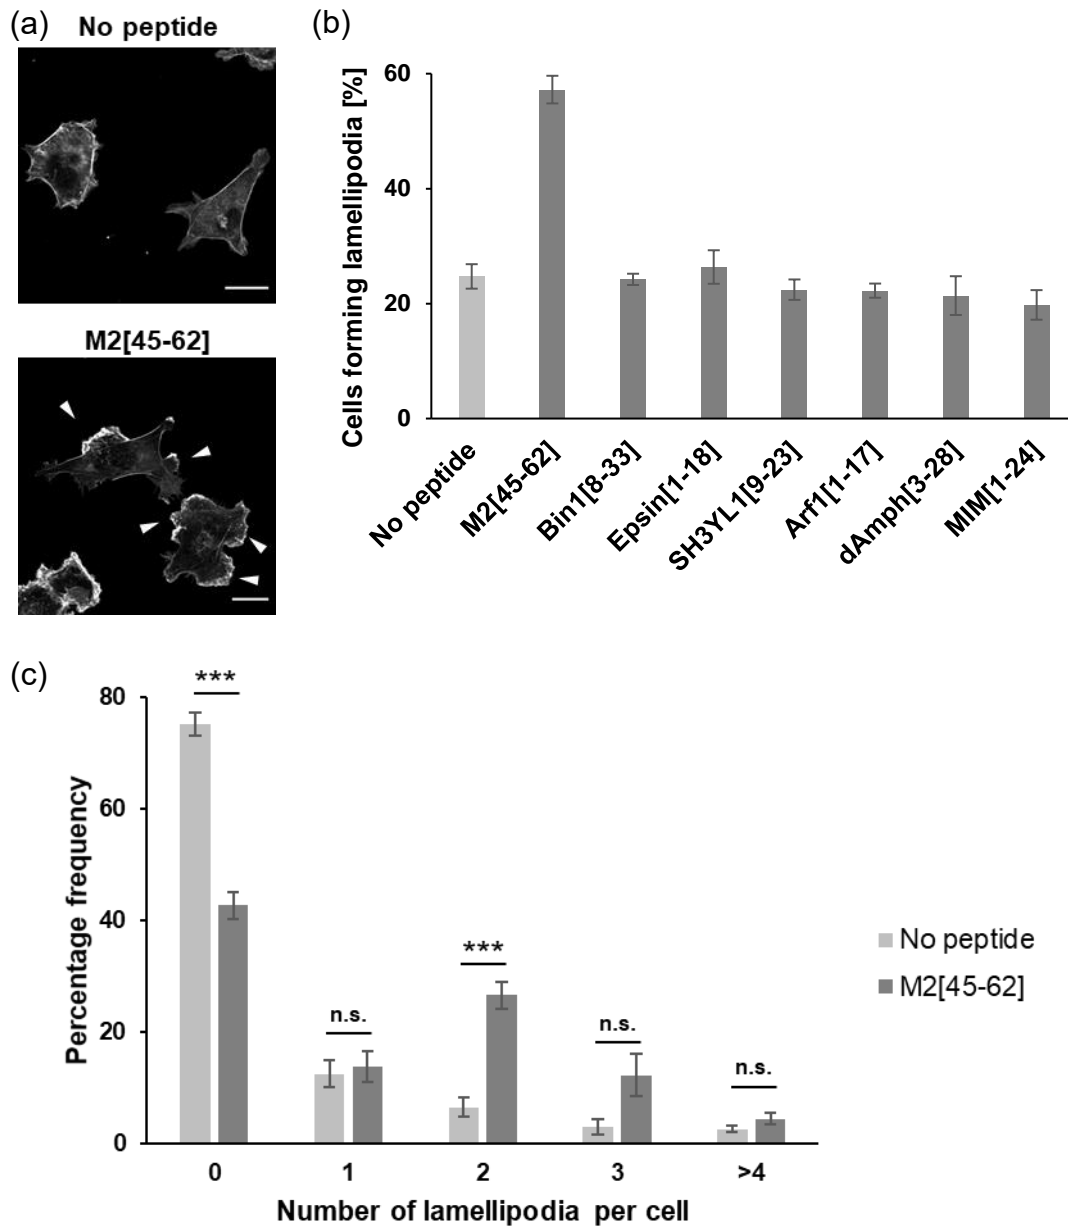 (a)
No peptide
M2[45-62]
(b)
Cells forming lamellipodia [%]
60
40
20
0
No peptide
M2[45-62]
Bin1[8-33]
Epsin[1-18]
SH3YL1[9-23]
Arf1[1-17]
dAmph[3-28]
MIM[1-24]
(c)
Percentage frequency
80
60
40
20
0
***
n.s.
***
n.s.
n.s.
0
1
2
3
>4
Number of lamellipodia per cell
No peptide
M2[45-62]